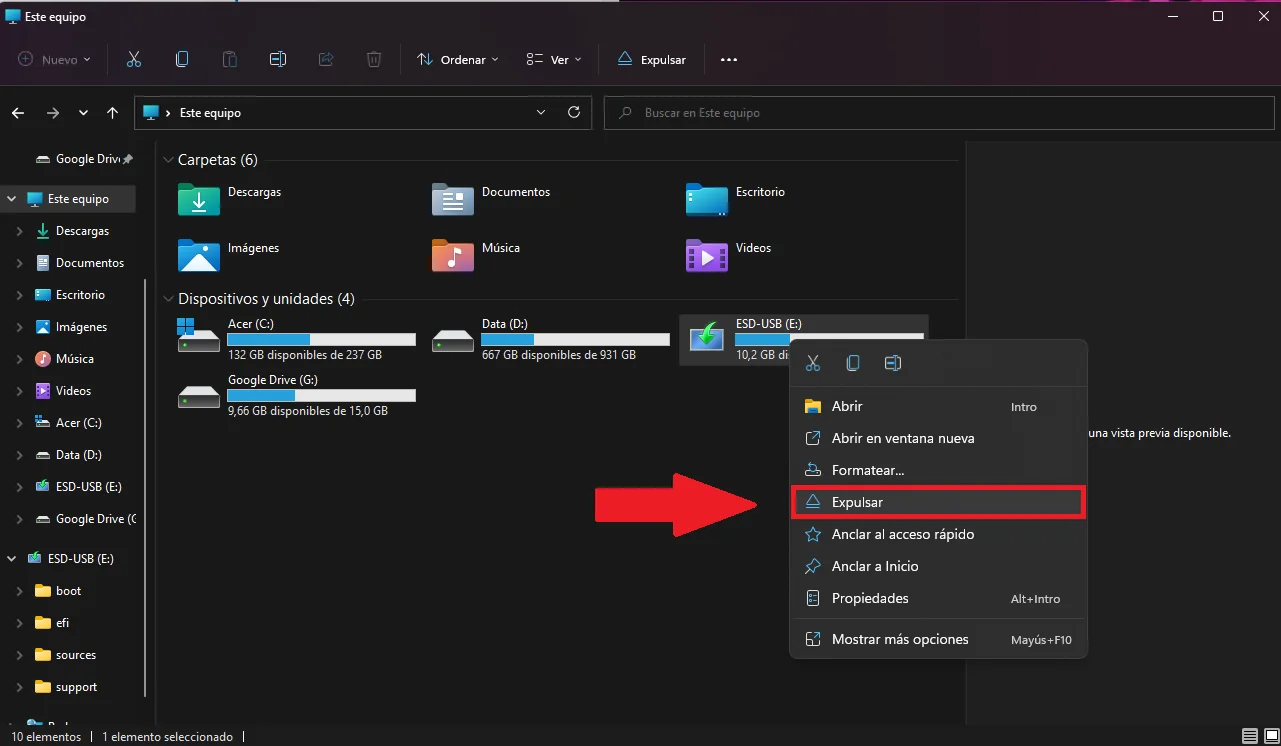 Este equipo
Nuevo
Ordenar
Ver
Expulsar
Este equipo
Buscar en Este equipo
Google Driv
Este equipo
Descargas
Documentos
Escritorio
Imágenes
Música
Videos
Acer (C:)
Data (D:)
ESD-USB (E:)
Google Drive (G
ESD-USB (E:)
boot
efi
sources
support
Carpetas (6)
Descargas
Documentos
Escritorio
Imágenes
Música
Videos
Dispositivos y unidades (4)
Acer (C:)
132 GB disponibles de 237 GB
Data (D:)
667 GB disponibles de 931 GB
ESD-USB (E:)
10,2 GB di
Google Drive (G:)
9,66 GB disponibles de 15,0 GB
Abrir Intro
Abrir en ventana nueva
Formatear...
Expulsar
Anclar al acceso rápido
Anclar a Inicio
Propiedades Alt+Intro
Mostrar más opciones Mayús+F10
una vista previa disponible.
10 elementos
1 elemento seleccionado